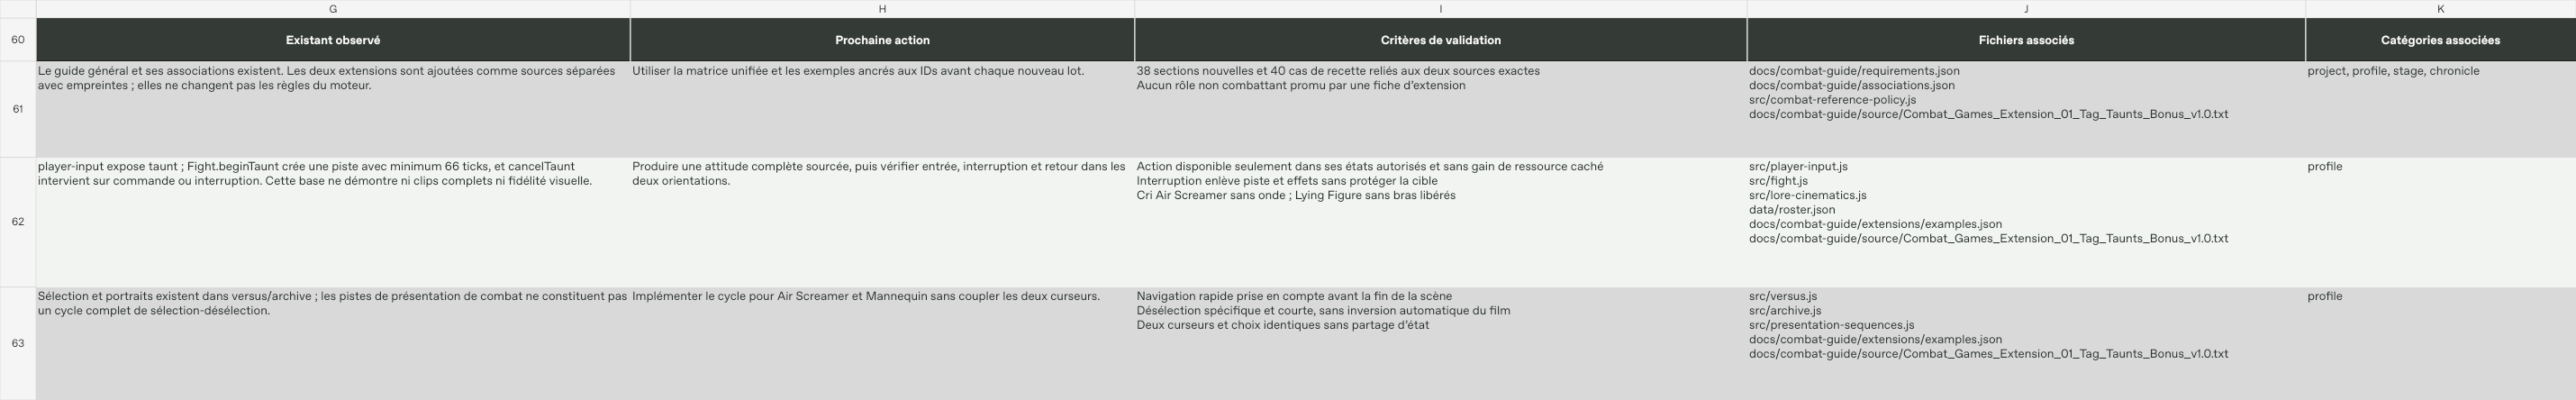 G H I J K
60 Existant observé Prochaine action Critères de validation Fichiers associés Catégories associées
61
Le guide général et ses associations existent. Les deux extensions sont ajoutées comme sources séparées
avec empreintes ; elles ne changent pas les règles du moteur.
Utiliser la matrice unifiée et les exemples ancrés aux IDs avant chaque nouveau lot.
38 sections nouvelles et 40 cas de recette reliés aux deux sources exactes
Aucun rôle non combattant promu par une fiche d’extension
docs/combat-guide/requirements.json
docs/combat-guide/associations.json
src/combat-reference-policy.js
docs/combat-guide/source/Combat_Games_Extension_01_Tag_Taunts_Bonus_v1.0.txt
project, profile, stage, chronicle
62
player-input expose taunt ; Fight.beginTaunt crée une piste avec minimum 66 ticks, et cancelTaunt
intervient sur commande ou interruption. Cette base ne démontre ni clips complets ni fidélité visuelle.
Produire une attitude complète sourcée, puis vérifier entrée, interruption et retour dans les
deux orientations.
Action disponible seulement dans ses états autorisés et sans gain de ressource caché
Interruption enlève piste et effets sans protéger la cible
Cri Air Screamer sans onde ; Lying Figure sans bras libérés
src/player-input.js
src/fight.js
src/lore-cinematics.js
data/roster.json
docs/combat-guide/extensions/examples.json
docs/combat-guide/source/Combat_Games_Extension_01_Tag_Taunts_Bonus_v1.0.txt
profile
63
Sélection et portraits existent dans versus/archive ; les pistes de présentation de combat ne constituent pas
un cycle complet de sélection-désélection.
Implémenter le cycle pour Air Screamer et Mannequin sans coupler les deux curseurs.
Navigation rapide prise en compte avant la fin de la scène
Désélection spécifique et courte, sans inversion automatique du film
Deux curseurs et choix identiques sans partage d’état
src/versus.js
src/archive.js
src/presentation-sequences.js
docs/combat-guide/extensions/examples.json
docs/combat-guide/source/Combat_Games_Extension_01_Tag_Taunts_Bonus_v1.0.txt
profile